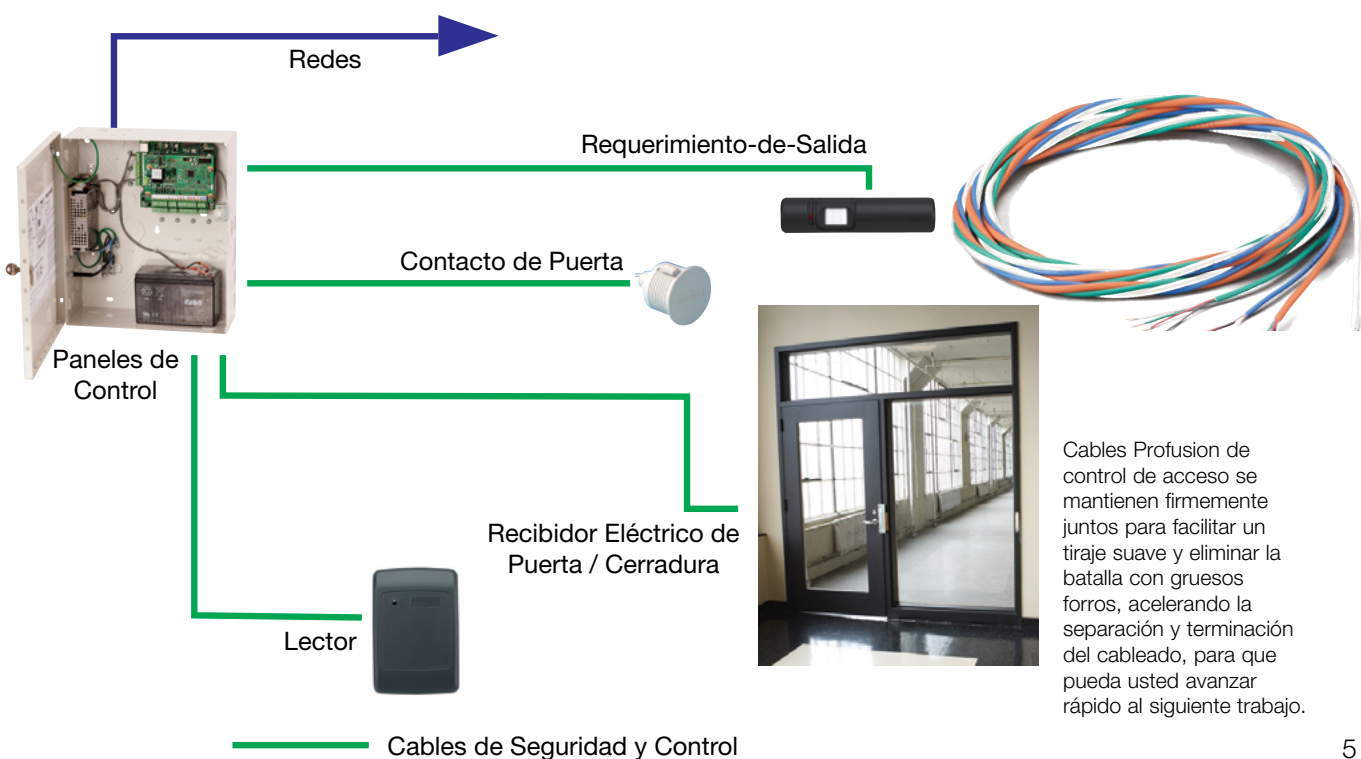 Redes
Requerimiento-de-Salida
Contacto de Puerta
Paneles de
Control
Recibidor Eléctrico de
Puerta / Cerradura
Lector
Cables Profusion de
control de acceso se
mantienen firmemente
juntos para facilitar un
tiraje suave y eliminar la
batalla con gruesos
forros, acelerando la
separación y terminación
del cableado, para que
pueda usted avanzar
rápido al siguiente trabajo.
Cables de Seguridad y Control
5